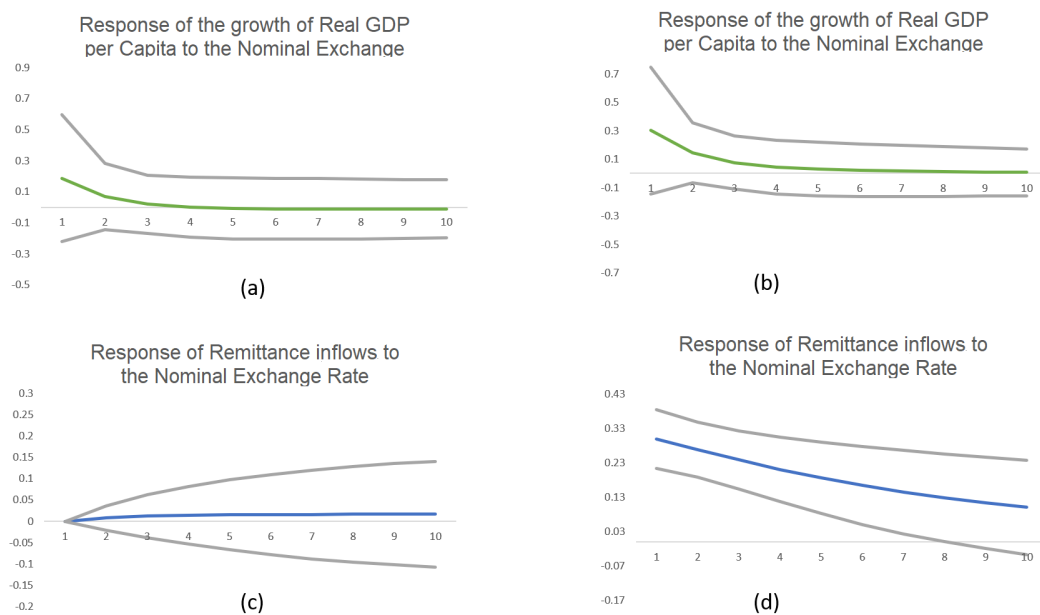 Response of the growth of Real GDP
per Capita to the Nominal Exchange
0.9
0.7
0.5
0.3
0.1
-0.1
-0.3
-0.5
1 2 3 4 5 6 7 8 9 10
(a)
Response of the growth of Real GDP
per Capita to the Nominal Exchange
0.7
0.5
0.3
0.1
-0.1
-0.3
-0.5
-0.7
1 2 3 4 5 6 7 8 9 10
(b)
Response of Remittance inflows to
the Nominal Exchange Rate
0.3
0.25
0.2
0.15
0.1
0.05
0
-0.05
-0.1
-0.15
-0.2
1 2 3 4 5 6 7 8 9 10
(c)
Response of Remittance inflows to
the Nominal Exchange Rate
0.43
0.33
0.23
0.13
0.03
-0.07
-0.17
1 2 3 4 5 6 7 8 9 10
(d)